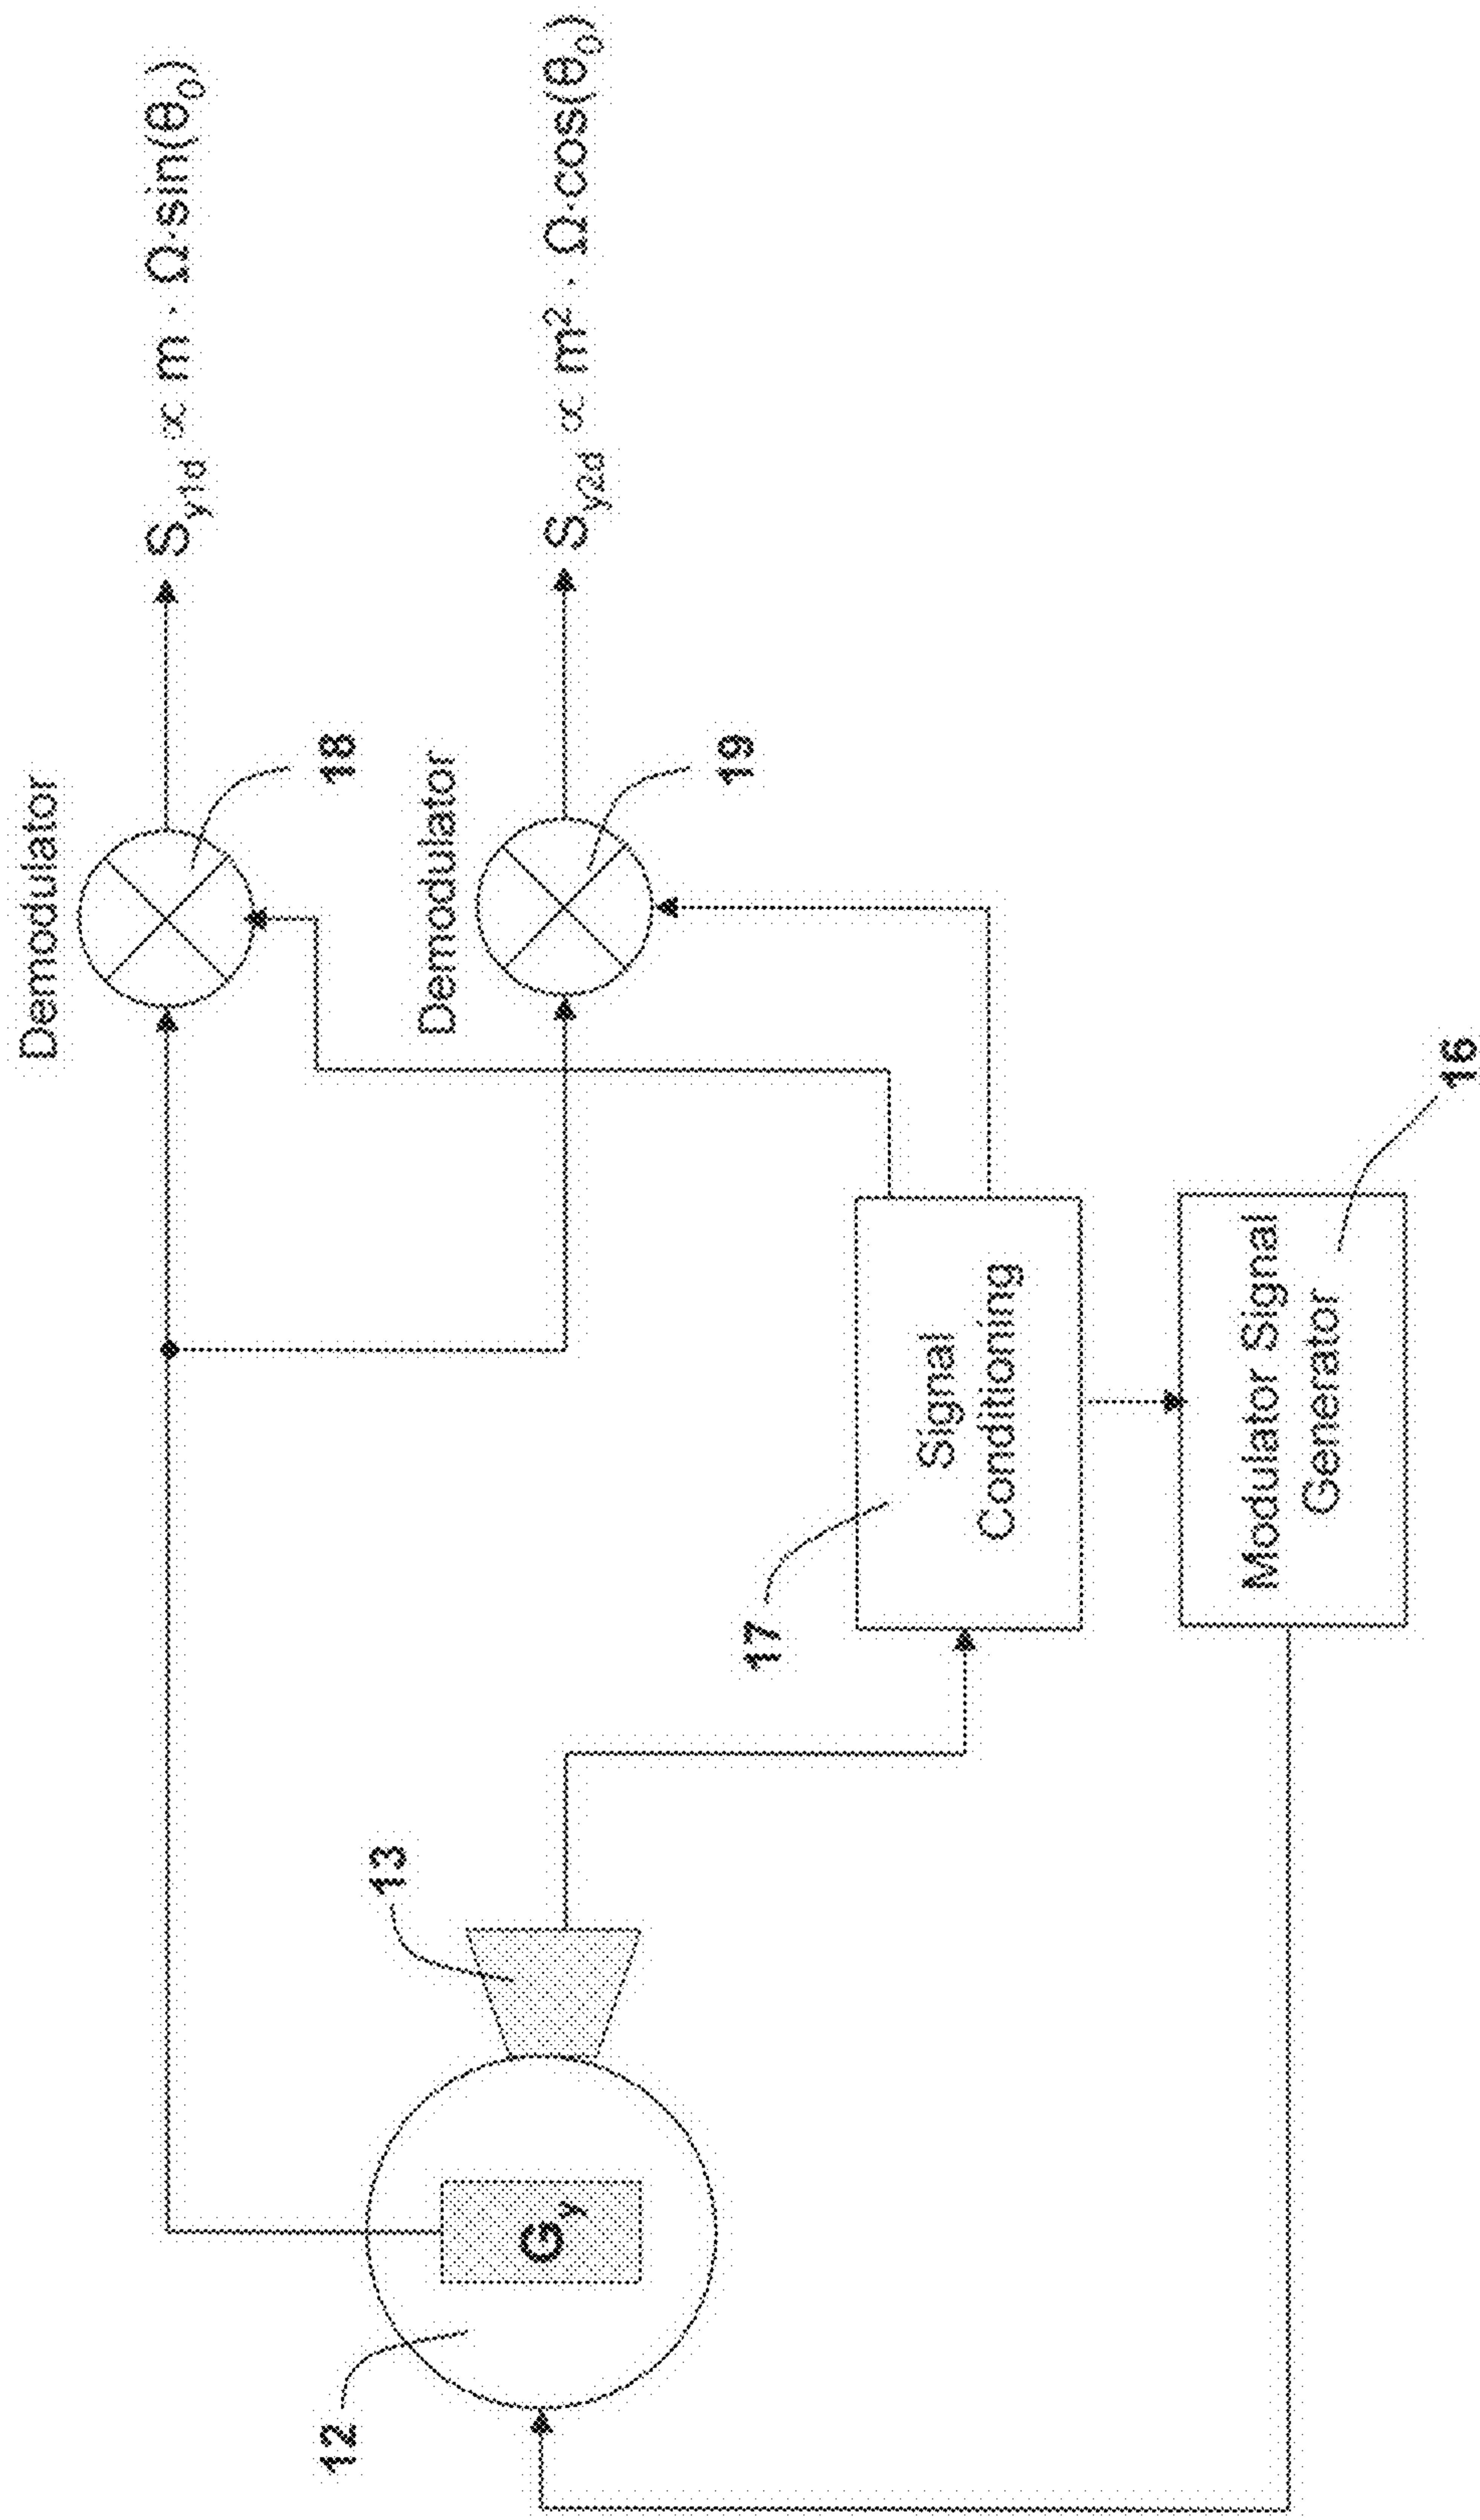 Demodulator
18
S_y1d ∝ m · Ω·sin(θ₀)
Demodulator
19
S_y2d ∝ m² · Ω·cos(θ₀)
12
G_y
13
17
Signal
Conditioning
Modulator Signal
Generator
16